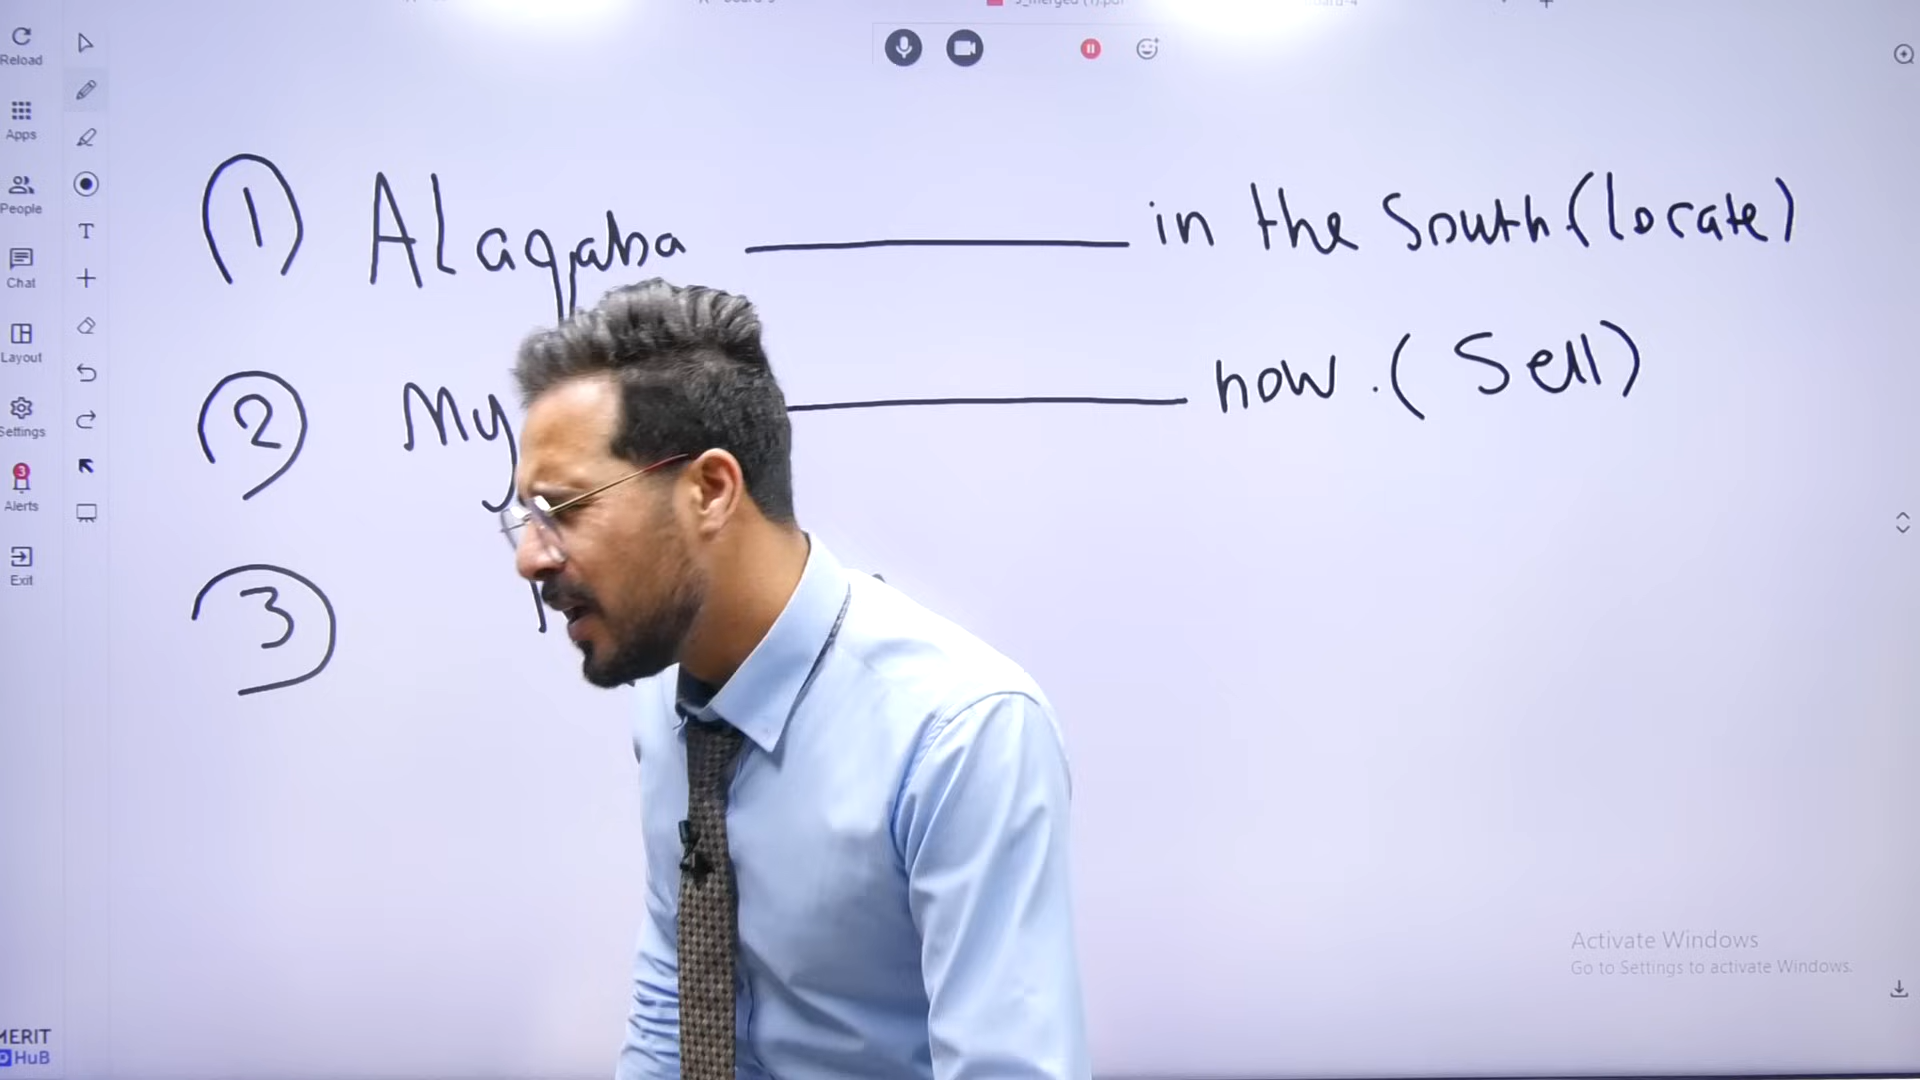 Reload
Apps
People
Chat
Layout
Settings
3
Alerts
Exit
T
1 ALaqaba ________ in the South (locate)
2 My ________ now. (Sell)
3
Activate Windows
Go to Settings to activate Windows.
MERIT
HuB